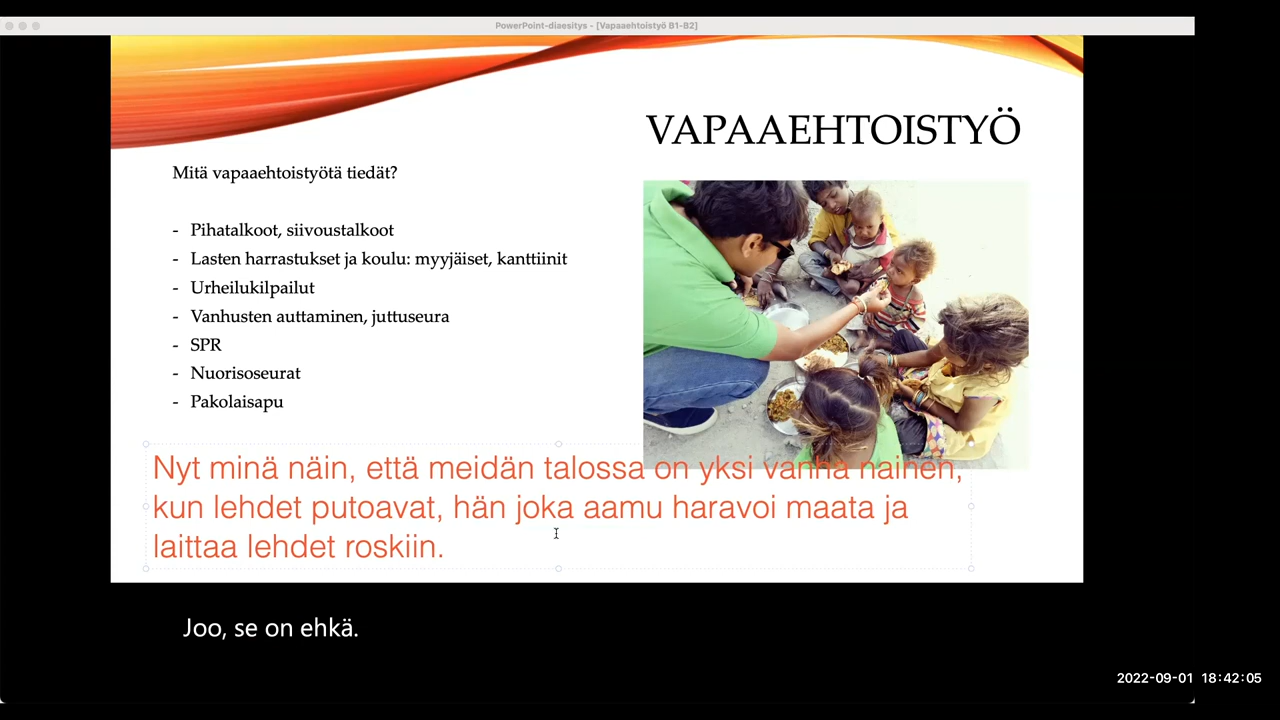 PowerPoint-diaesitys - [Vapaaehtoistyö B1-B2]
VAPAAEHTOISTYÖ
Mitä vapaaehtoistyötä tiedät?
- Pihatalkoot, siivoustalkoot
- Lasten harrastukset ja koulu: myyjäiset, kanttiinit
- Urheilukilpailut
- Vanhusten auttaminen, juttuseura
- SPR
- Nuorisoseurat
- Pakolaisapu
Nyt minä näin, että meidän talossa on yksi vanha nainen,
kun lehdet putoavat, hän joka aamu haravoi maata ja
laittaa lehdet roskiin.
Joo, se on ehkä.
2022-09-01 18:42:05